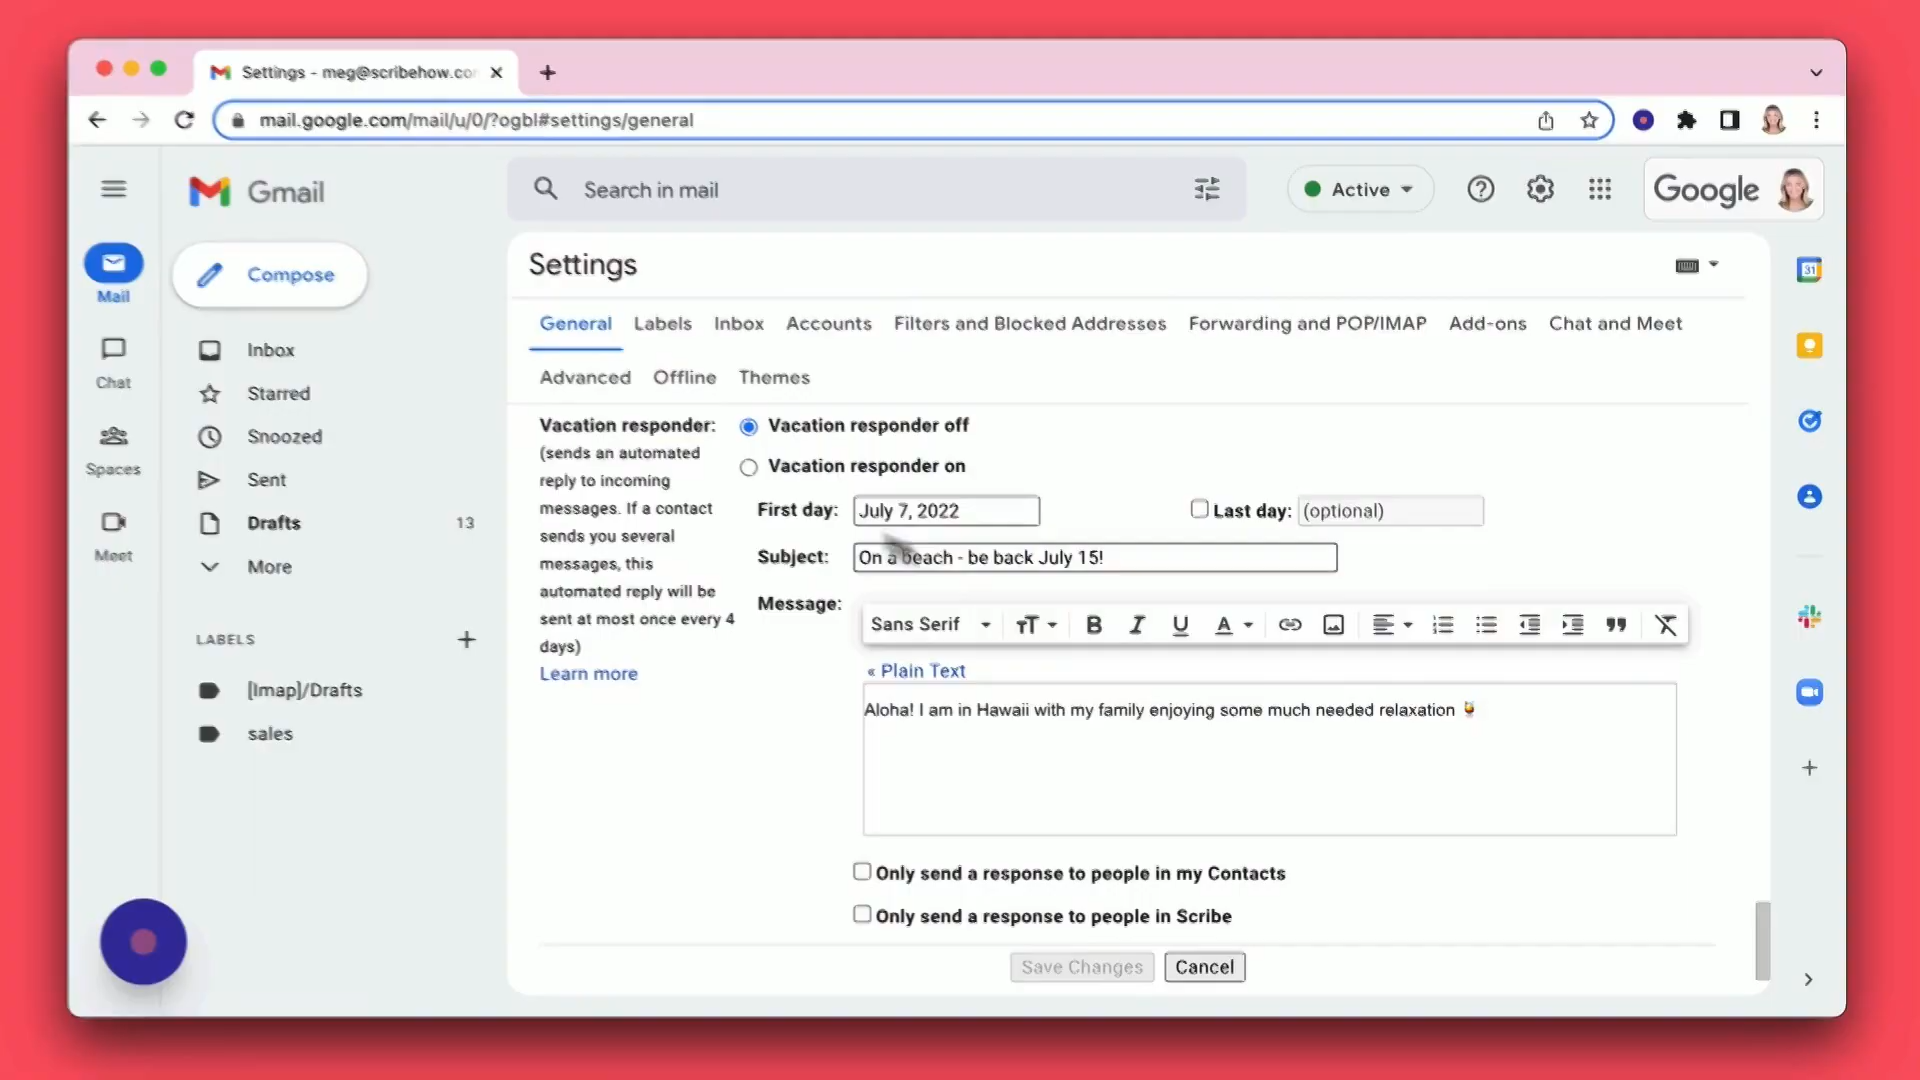 Settings - meg@scribehow.co
mail.google.com/mail/u/0/?ogbl#settings/general
Gmail
Search in mail
Active
Google
Mail
Chat
Spaces
Meet
Compose
Inbox
Starred
Snoozed
Sent
Drafts 13
More
LABELS
[Imap]/Drafts
sales
Settings
General Labels Inbox Accounts Filters and Blocked Addresses Forwarding and POP/IMAP Add-ons Chat and Meet
Advanced Offline Themes
Vacation responder:
(sends an automated
reply to incoming
messages. If a contact
sends you several
messages, this
automated reply will be
sent at most once every 4
days)
Learn more
Vacation responder off
Vacation responder on
First day: July 7, 2022 Last day: (optional)
Subject: On a beach - be back July 15!
Message:
Sans Serif
« Plain Text
Aloha! I am in Hawaii with my family enjoying some much needed relaxation 🍹
Only send a response to people in my Contacts
Only send a response to people in Scribe
Save Changes Cancel
31